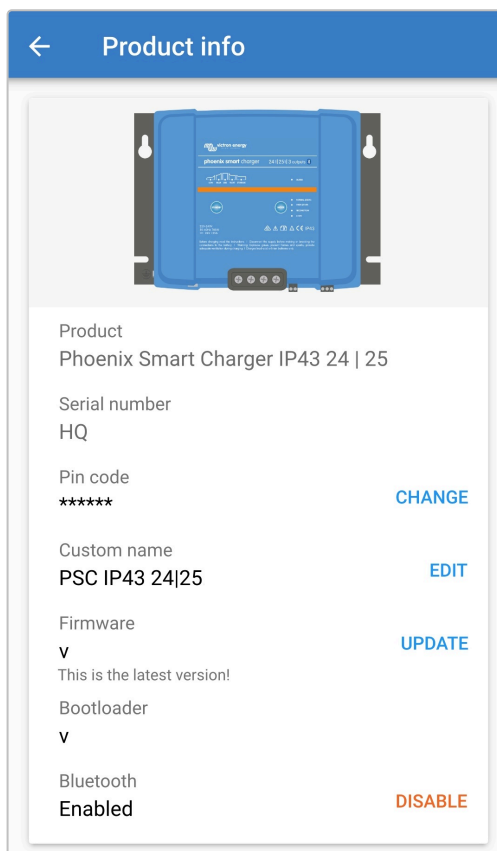 Product info
victron energy
phoenix smart charger
Product
Phoenix Smart Charger IP43 24 | 25
Serial number
HQ
Pin code
******
CHANGE
Custom name
PSC IP43 24|25
EDIT
Firmware
v
UPDATE
This is the latest version!
Bootloader
v
Bluetooth
Enabled
DISABLE